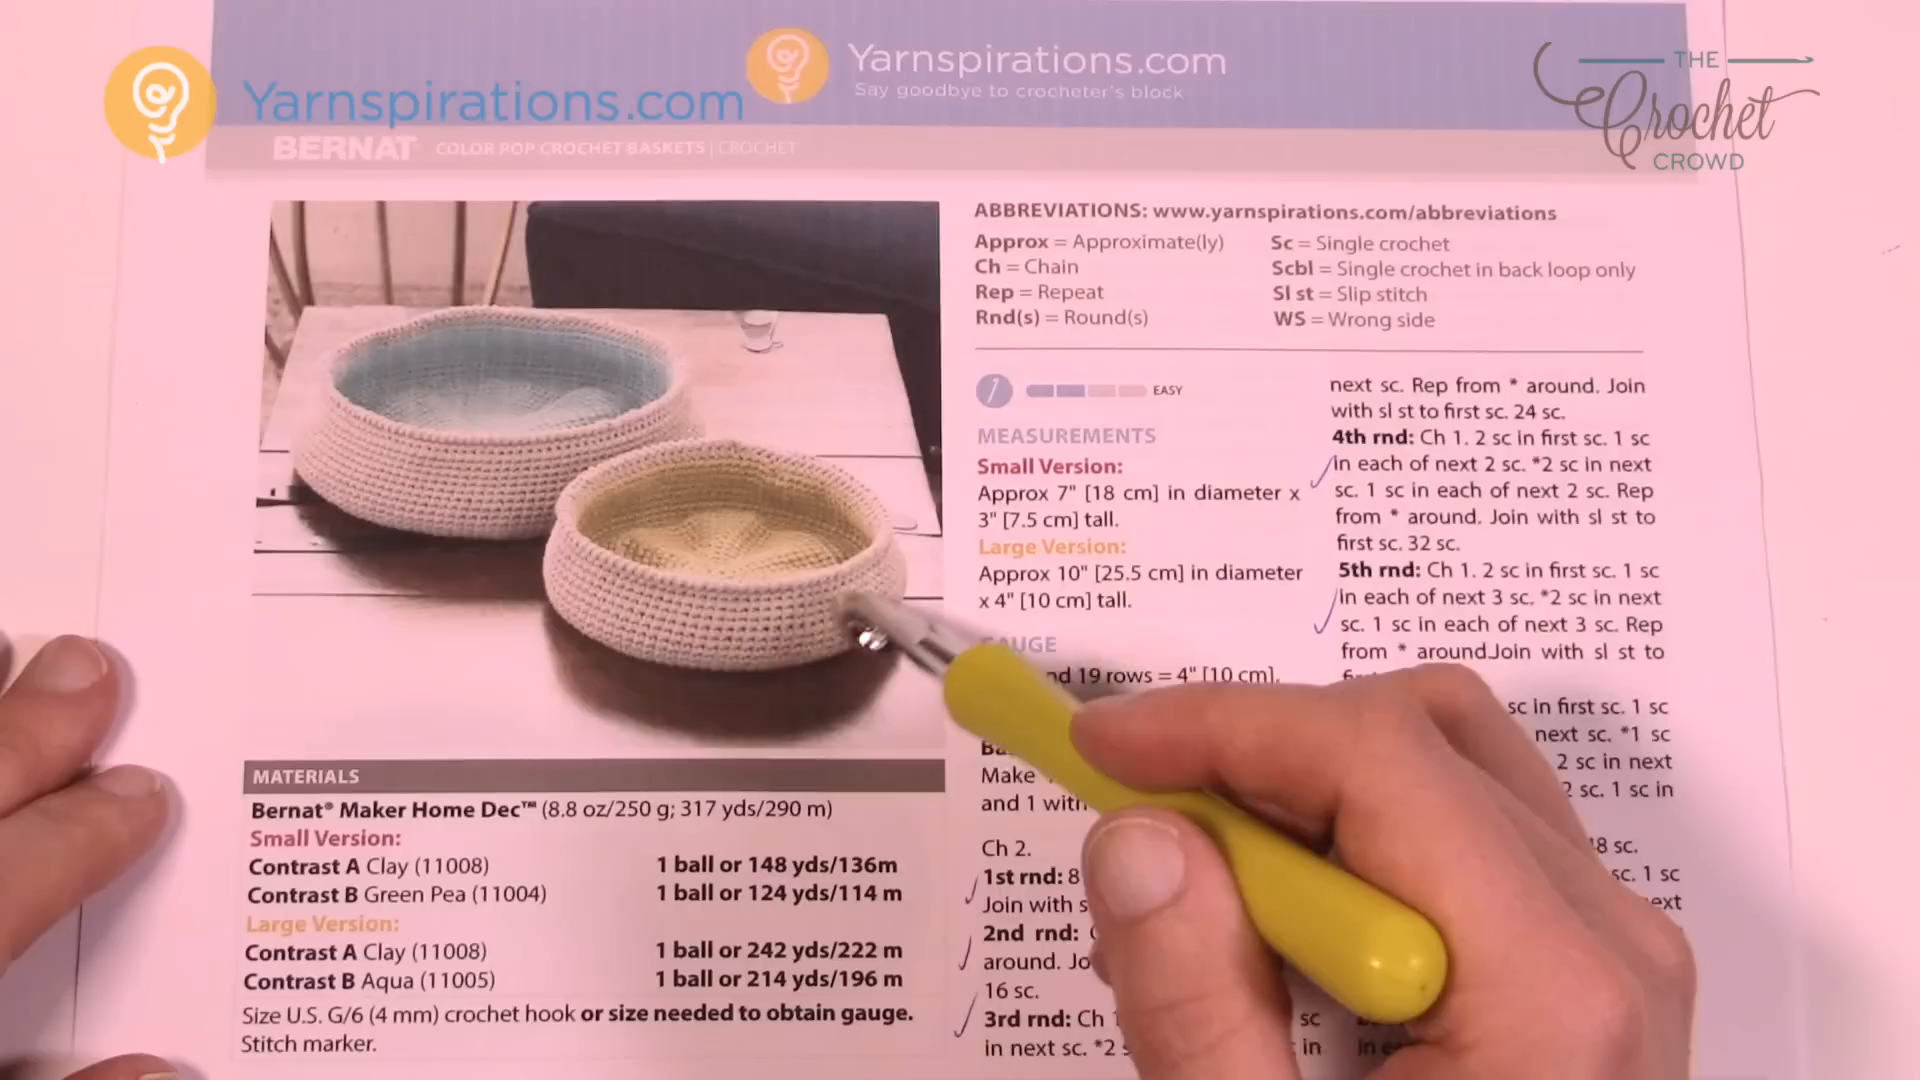 Yarnspirations.com
Yarnspirations.com
Say goodbye to crocheter's block
THE
Crochet
CROWD
BERNAT COLOR POP CROCHET BASKETS | CROCHET
ABBREVIATIONS: www.yarnspirations.com/abbreviations
Approx = Approximate(ly)
Ch = Chain
Rep = Repeat
Rnd(s) = Round(s)
Sc = Single crochet
Scbl = Single crochet in back loop only
Sl st = Slip stitch
WS = Wrong side
EASY
MEASUREMENTS
Small Version:
Approx 7" [18 cm] in diameter x
3" [7.5 cm] tall.
Large Version:
Approx 10" [25.5 cm] in diameter
x 4" [10 cm] tall.
19 rows = 4" [10 cm].
Make
and 1 with
Ch 2.
1st rnd: 8
Join with
2nd rnd:
around.
16 sc.
3rd rnd: Ch
sc
in next sc. *2
in
next sc. Rep from * around. Join
with sl st to first sc. 24 sc.
4th rnd: Ch 1. 2 sc in first sc. 1 sc
in each of next 2 sc. *2 sc in next
sc. 1 sc in each of next 2 sc. Rep
from * around. Join with sl st to
first sc. 32 sc.
5th rnd: Ch 1. 2 sc in first sc. 1 sc
in each of next 3 sc. *2 sc in next
sc. 1 sc in each of next 3 sc. Rep
from * around.Join with sl st to
sc in first sc. 1 sc
next sc. *1 sc
2 sc in next
sc. 1 sc in
8 sc.
sc. 1 sc
MATERIALS
Bernat® Maker Home Dec™ (8.8 oz/250 g; 317 yds/290 m)
Small Version:
Contrast A Clay (11008) 1 ball or 148 yds/136m
Contrast B Green Pea (11004) 1 ball or 124 yds/114 m
Large Version:
Contrast A Clay (11008) 1 ball or 242 yds/222 m
Contrast B Aqua (11005) 1 ball or 214 yds/196 m
Size U.S. G/6 (4 mm) crochet hook or size needed to obtain gauge.
Stitch marker.